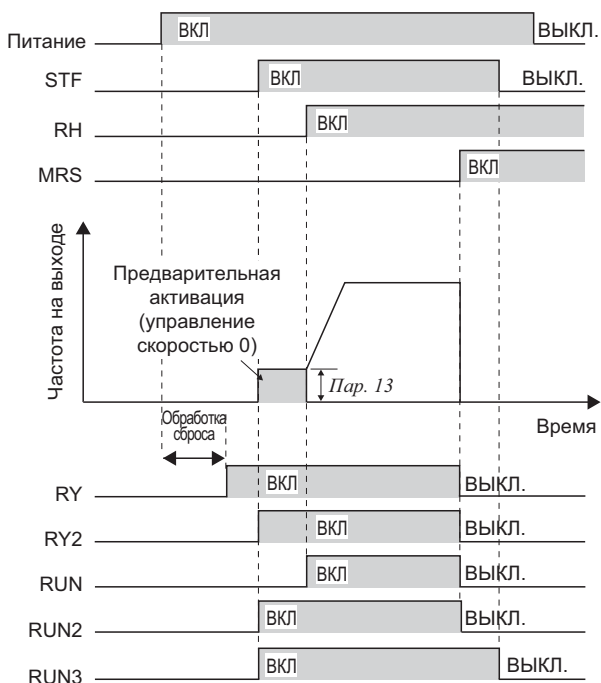 Питание ВКЛ ВЫКЛ.
STF ВКЛ ВЫКЛ.
RH ВКЛ
MRS ВКЛ
Частота на выходе
Предварительная
активация
(управление
скоростью 0)
Пар. 13
Время
Обработка
сброса
RY ВКЛ ВЫКЛ.
RY2 ВКЛ ВЫКЛ.
RUN ВКЛ ВЫКЛ.
RUN2 ВКЛ ВЫКЛ.
RUN3 ВКЛ ВЫКЛ.